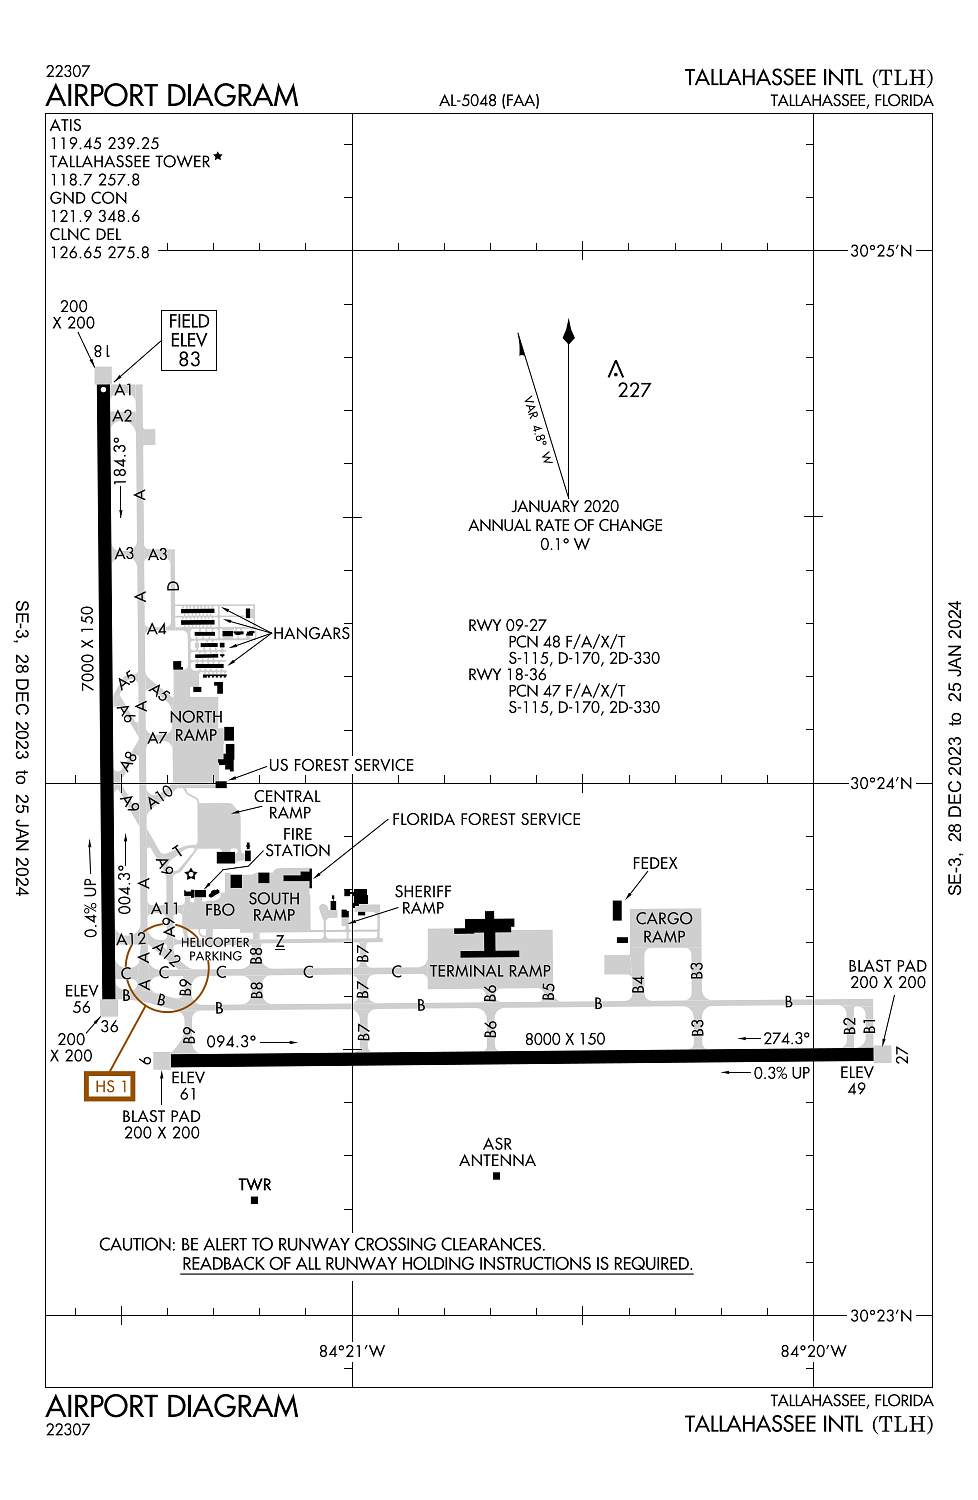 22307
AIRPORT DIAGRAM
AL-5048 (FAA)
TALLAHASSEE INTL (TLH)
TALLAHASSEE, FLORIDA
ATIS
119.45 239.25
TALLAHASSEE TOWER★
118.7 257.8
GND CON
121.9 348.6
CLNC DEL
126.65 275.8
30°25'N
200
X 200
FIELD
ELEV
83
18
A1
A2
184.3°
A
227
VAR 4.8° W
JANUARY 2020
ANNUAL RATE OF CHANGE
0.1° W
A3
A3
D
A
A4
HANGARS
7000 X 150
RWY 09-27
PCN 48 F/A/X/T
S-115, D-170, 2D-330
RWY 18-36
PCN 47 F/A/X/T
S-115, D-170, 2D-330
A5
A5
A
A6
NORTH
RAMP
A7
A8
US FOREST SERVICE
30°24'N
A9
A10
CENTRAL
RAMP
FLORIDA FOREST SERVICE
FIRE
STATION
T
A9
0.4% UP
004.3°
A
A11
FBO
SOUTH
RAMP
SHERIFF
RAMP
FEDEX
CARGO
RAMP
A9
A12
A12
A
HELICOPTER
PARKING
Z
B8
B7
TERMINAL RAMP
B4
B3
BLAST PAD
200 X 200
C
C
C
C
C
A
B
B
B9
B
B8
B7
B
B6
B5
B
B
ELEV
56
36
200
X 200
HS 1
9
B9
094.3°
B7
B6
8000 X 150
B3
274.3°
B2
B1
27
0.3% UP
ELEV
49
ELEV
61
BLAST PAD
200 X 200
ASR
ANTENNA
TWR
CAUTION: BE ALERT TO RUNWAY CROSSING CLEARANCES.
READBACK OF ALL RUNWAY HOLDING INSTRUCTIONS IS REQUIRED.
30°23'N
84°21'W
84°20'W
SE-3, 28 DEC 2023 to 25 JAN 2024
SE-3, 28 DEC 2023 to 25 JAN 2024
AIRPORT DIAGRAM
22307
TALLAHASSEE, FLORIDA
TALLAHASSEE INTL (TLH)